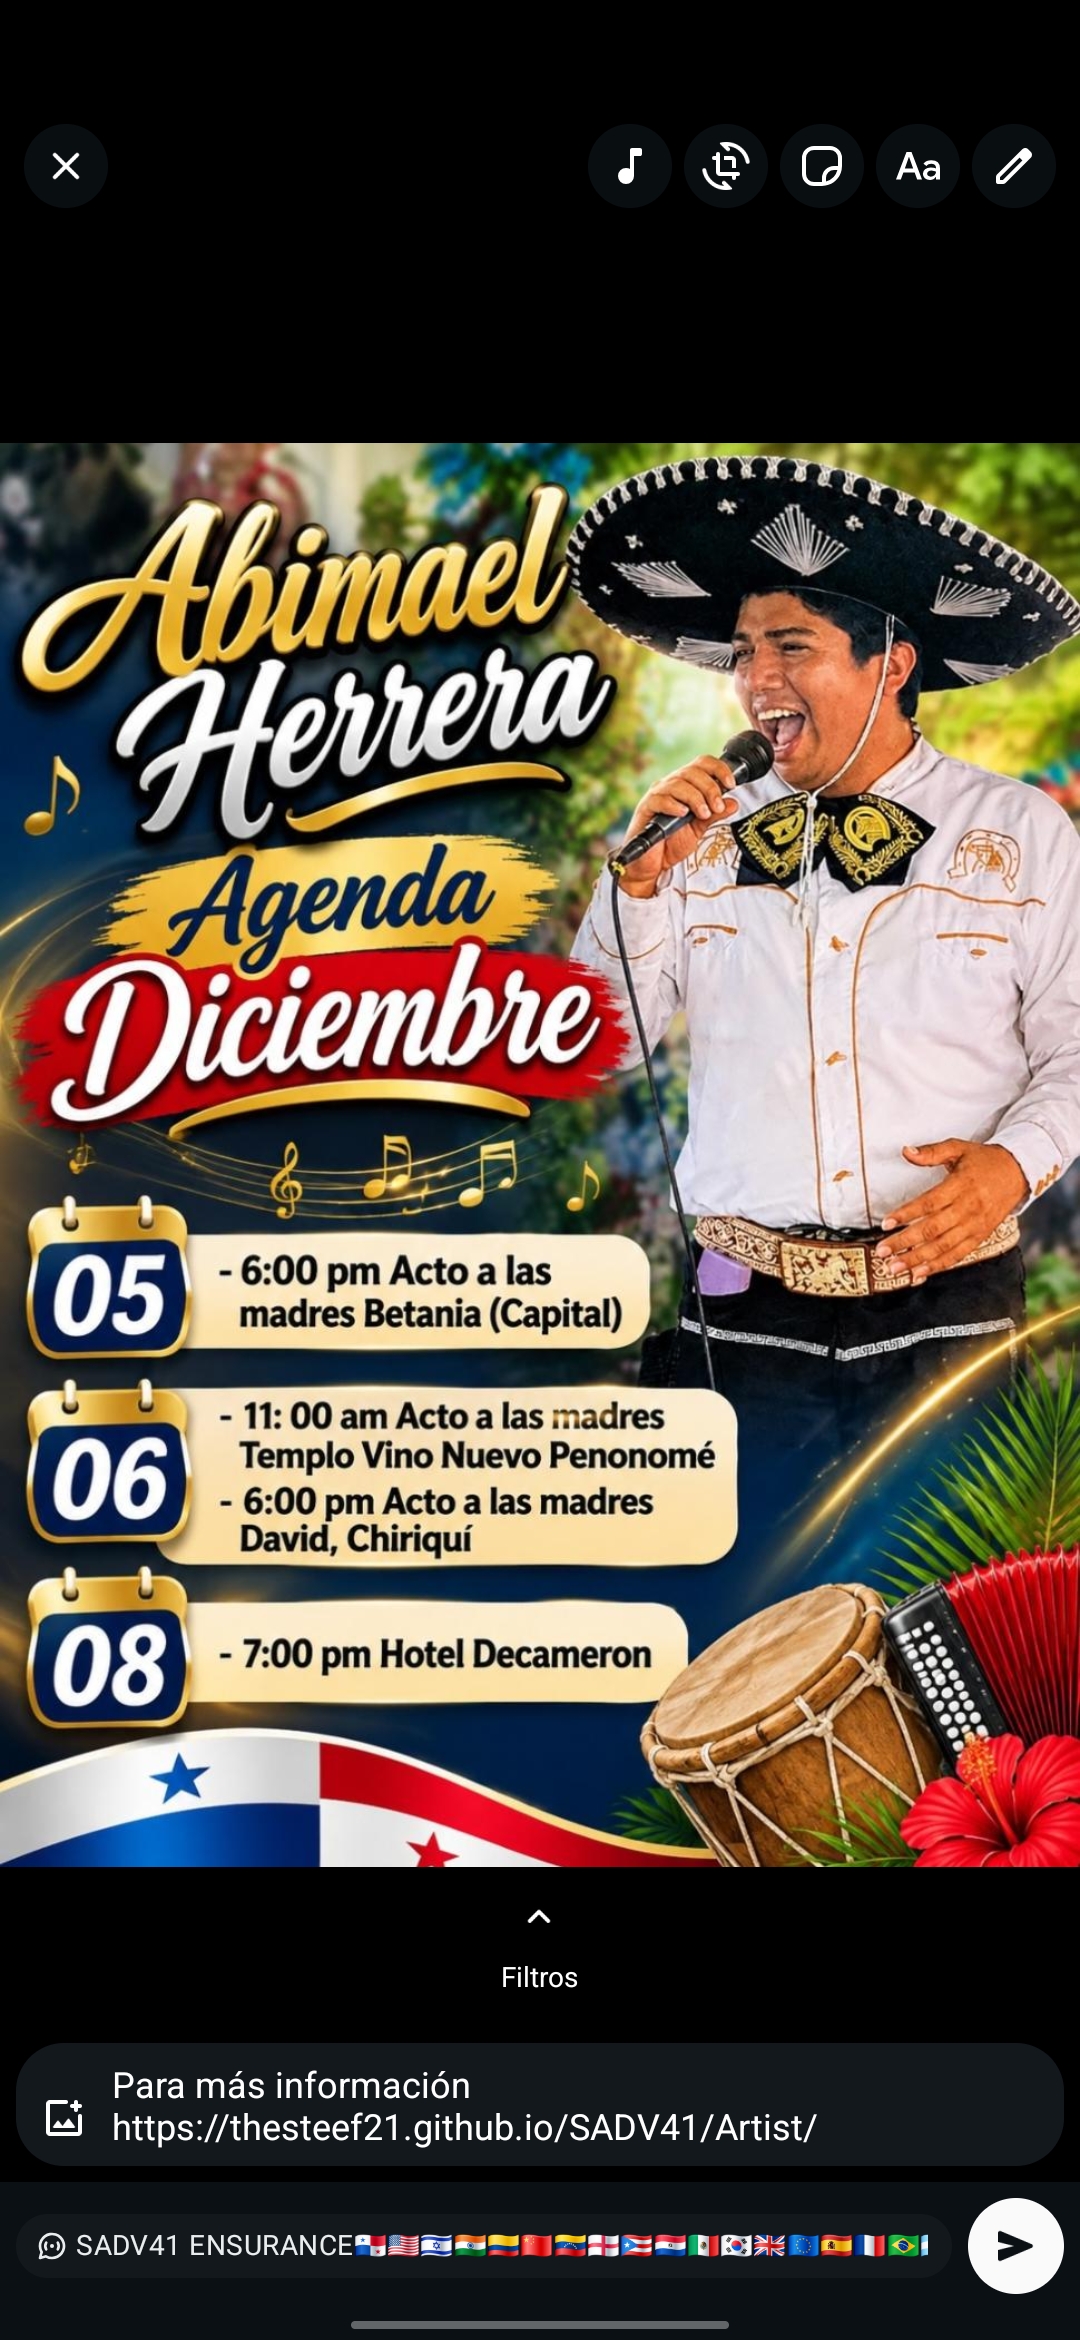 Aa
Abimael
Herrera
Agenda
Diciembre
05
- 6:00 pm Acto a las
madres Betania (Capital)
06
- 11: 00 am Acto a las madres
Templo Vino Nuevo Penonomé
- 6:00 pm Acto a las madres
David, Chiriquí
08
- 7:00 pm Hotel Decameron
Filtros
Para más información
https://thesteef21.github.io/SADV41/Artist/
SADV41 ENSURANCE🇵🇦🇺🇸🇮🇱🇮🇳🇨🇴🇨🇳🇻🇪🏴󠁧󠁢󠁥󠁮󠁧󠁿🇵🇷🇵🇾🇲🇽🇰🇷🇬🇧🇪🇺🇪🇸🇫🇷🇧🇷